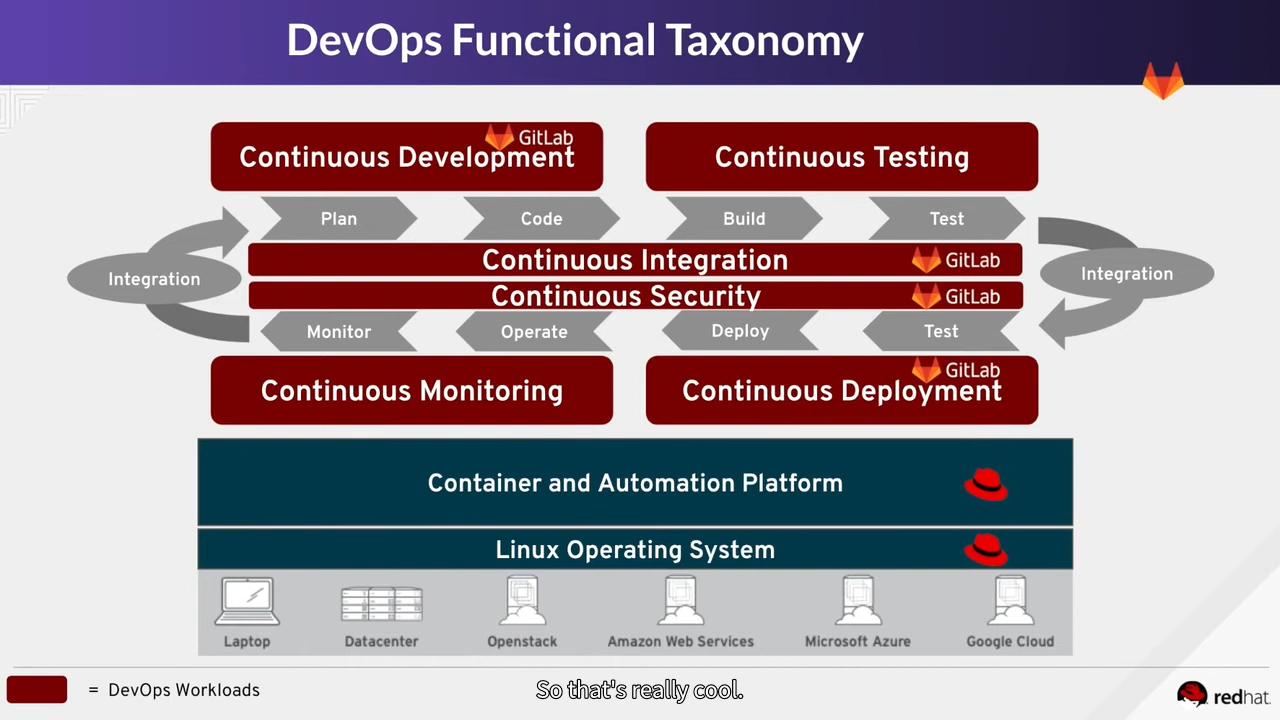 DevOps Functional Taxonomy
GitLab
Continuous Development
Continuous Testing
Plan
Code
Build
Test
Integration
Continuous Integration
GitLab
Integration
Continuous Security
GitLab
Monitor
Operate
Deploy
Test
Continuous Monitoring
GitLab
Continuous Deployment
Container and Automation Platform
Linux Operating System
Laptop
Datacenter
Openstack
Amazon Web Services
Microsoft Azure
Google Cloud
= DevOps Workloads
So that's really cool.
redhat.